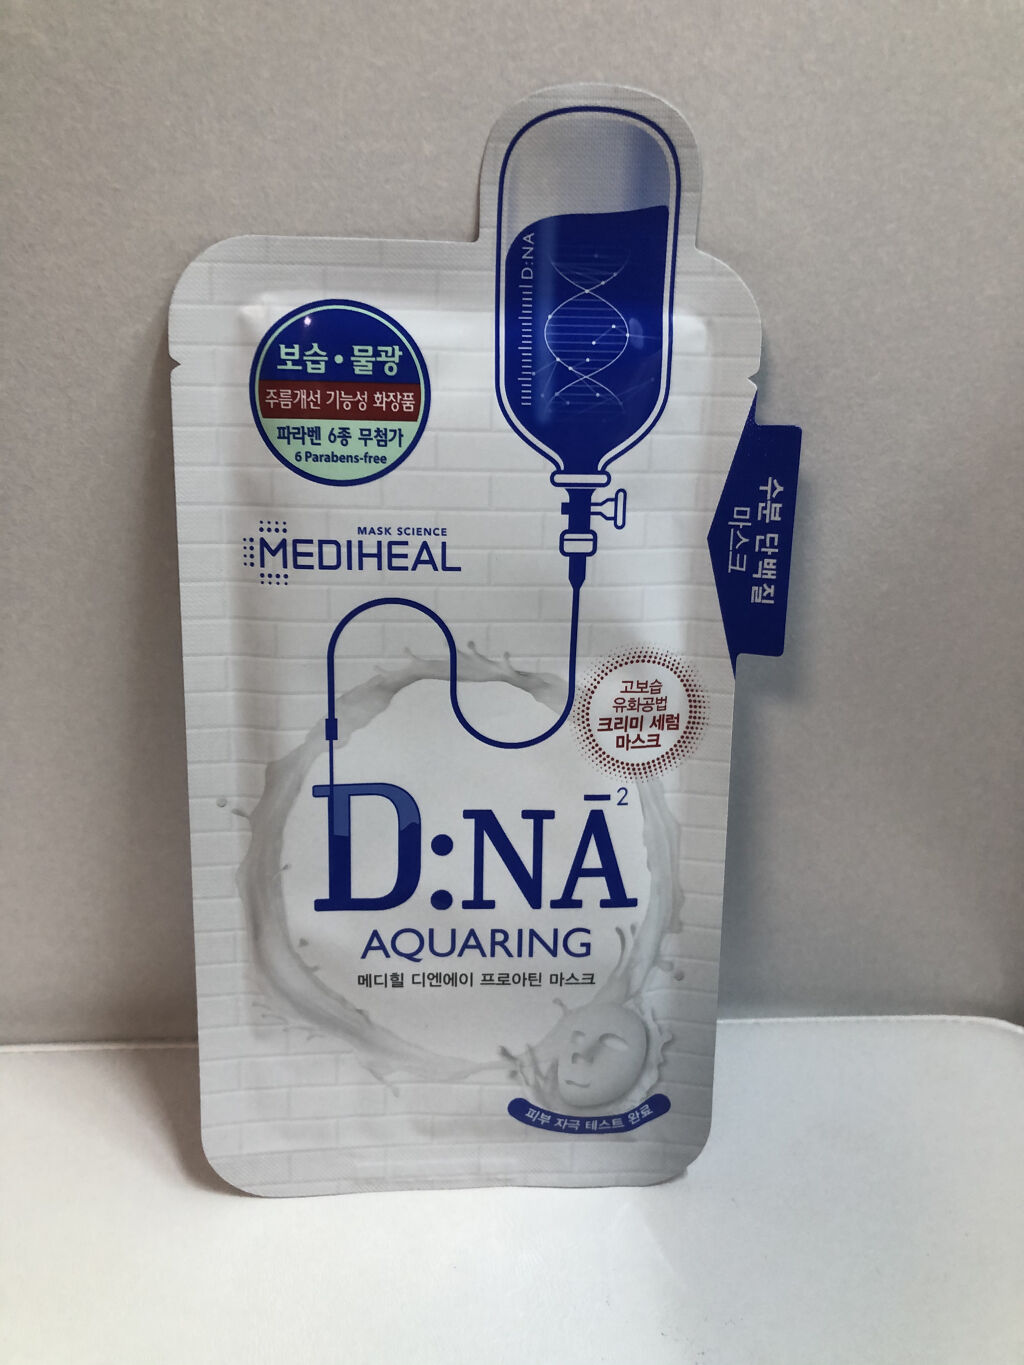 D:NA
보습•물광
주름개선 기능성 화장품
파라벤 6종 무첨가
6 Parabens-free
수분 단백질
마스크
MASK SCIENCE
MEDIHEAL
고보습
유화공법
크리미 세럼
마스크
D:NĀ²
AQUARING
메디힐 디엔에이 프로아틴 마스크
피부 자극 테스트 완료